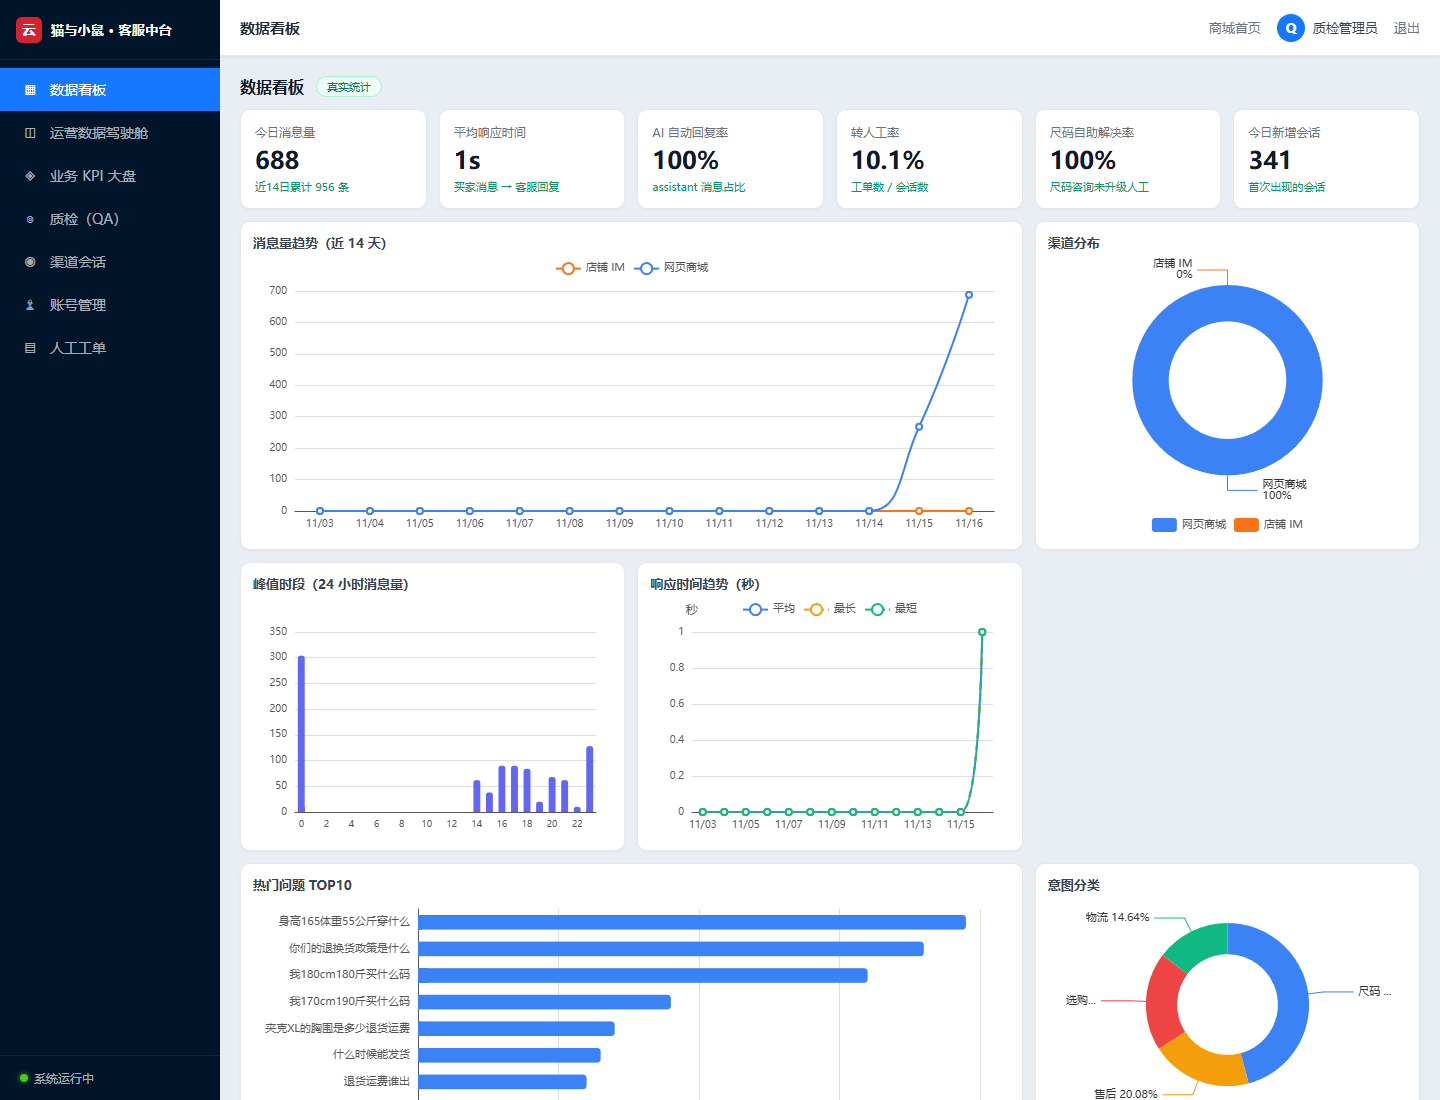 云 猫与小鼠 • 客服中台
数据看板
运营数据驾驶舱
业务 KPI 大盘
质检（QA）
渠道会话
账号管理
人工工单
系统运行中
数据看板
商城首页 Q 质检管理员 退出
数据看板 真实统计
今日消息量
688
近14日累计 956 条
平均响应时间
1s
买家消息 → 客服回复
AI 自动回复率
100%
assistant 消息占比
转人工率
10.1%
工单数 / 会话数
尺码自助解决率
100%
尺码咨询未升级人工
今日新增会话
341
首次出现的会话
消息量趋势（近 14 天）
店铺 IM 网页商城
700
600
500
400
300
200
100
0
11/03 11/04 11/05 11/06 11/07 11/08 11/09 11/10 11/11 11/12 11/13 11/14 11/15 11/16
渠道分布
店铺 IM
0%
网页商城
100%
网页商城 店铺 IM
峰值时段（24 小时消息量）
350
300
250
200
150
100
50
0
0 2 4 6 8 10 12 14 16 18 20 22
响应时间趋势（秒）
秒 平均 最长 最短
1
0.8
0.6
0.4
0.2
0
11/03 11/05 11/07 11/09 11/11 11/13 11/15
热门问题 TOP10
身高165体重55公斤穿什么
你们的退换货政策是什么
我180cm180斤买什么码
我170cm190斤买什么码
夹克XL的胸围是多少退货运费
什么时候能发货
退货运费谁出
意图分类
物流 14.64%
选购...
尺码 ...
售后 20.08%